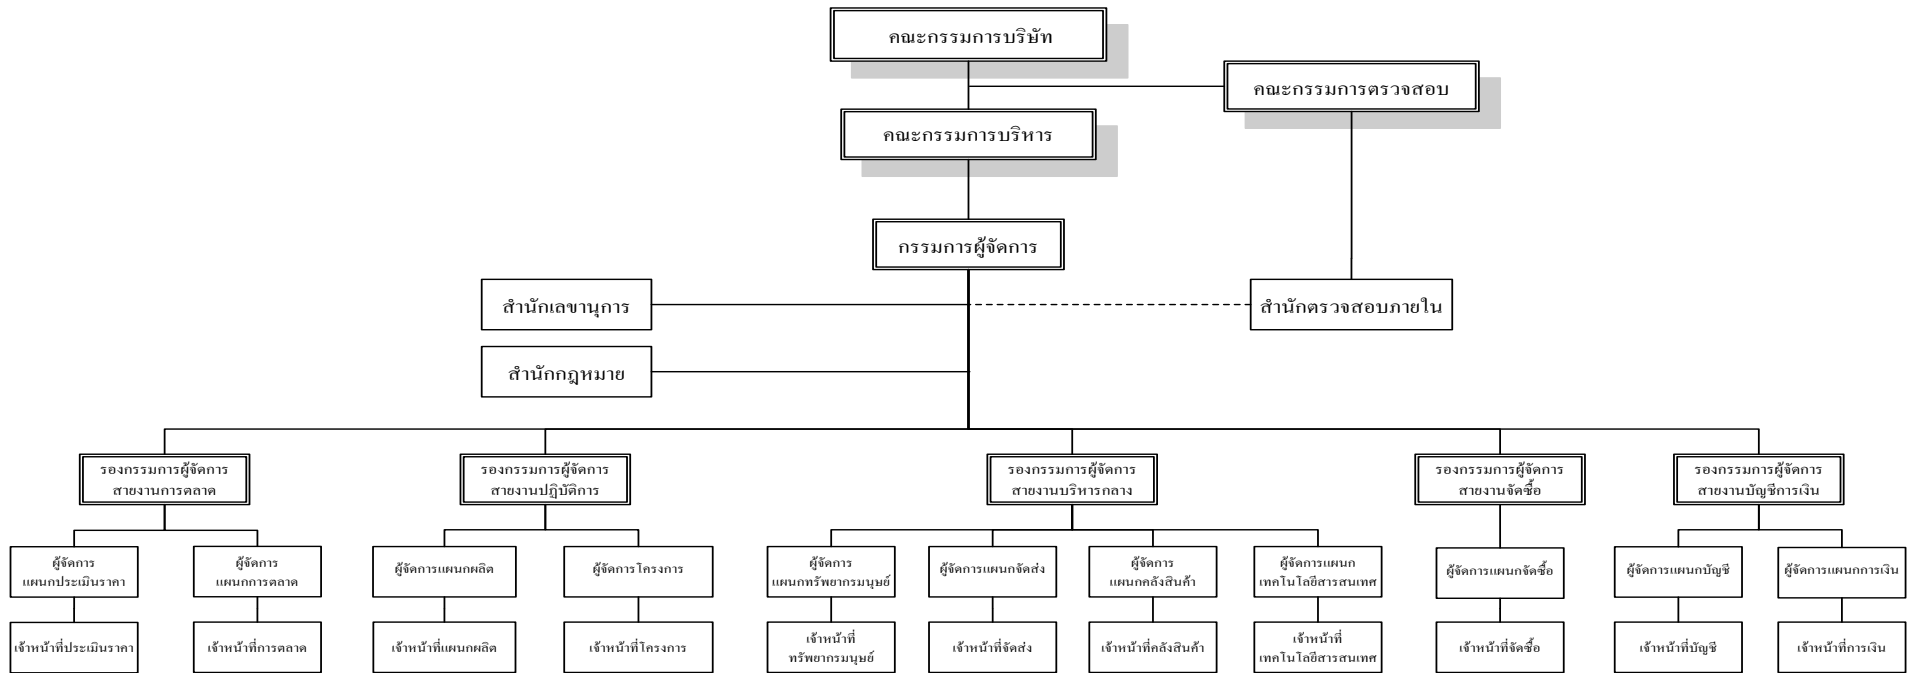 คณะกรรมการบริษัท
คณะกรรมการตรวจสอบ
คณะกรรมการบริหาร
กรรมการผู้จัดการ
สำนักเลขานุการ
สำนักตรวจสอบภายใน
สำนักกฎหมาย
รองกรรมการผู้จัดการ
สายงานการตลาด
รองกรรมการผู้จัดการ
สายงานปฏิบัติการ
รองกรรมการผู้จัดการ
สายงานบริหารกลาง
รองกรรมการผู้จัดการ
สายงานจัดซื้อ
รองกรรมการผู้จัดการ
สายงานบัญชีการเงิน
ผู้จัดการ
แผนกประเมินราคา
ผู้จัดการ
แผนกการตลาด
ผู้จัดการแผนกผลิต
ผู้จัดการโครงการ
ผู้จัดการ
แผนกทรัพยากรมนุษย์
ผู้จัดการแผนกจัดส่ง
ผู้จัดการ
แผนกคลังสินค้า
ผู้จัดการแผนก
เทคโนโลยีสารสนเทศ
ผู้จัดการแผนกจัดซื้อ
ผู้จัดการแผนกบัญชี
ผู้จัดการแผนกการเงิน
เจ้าหน้าที่ประเมินราคา
เจ้าหน้าที่การตลาด
เจ้าหน้าที่แผนกผลิต
เจ้าหน้าที่โครงการ
เจ้าหน้าที่
ทรัพยากรมนุษย์
เจ้าหน้าที่จัดส่ง
เจ้าหน้าที่คลังสินค้า
เจ้าหน้าที่
เทคโนโลยีสารสนเทศ
เจ้าหน้าที่จัดซื้อ
เจ้าหน้าที่บัญชี
เจ้าหน้าที่การเงิน